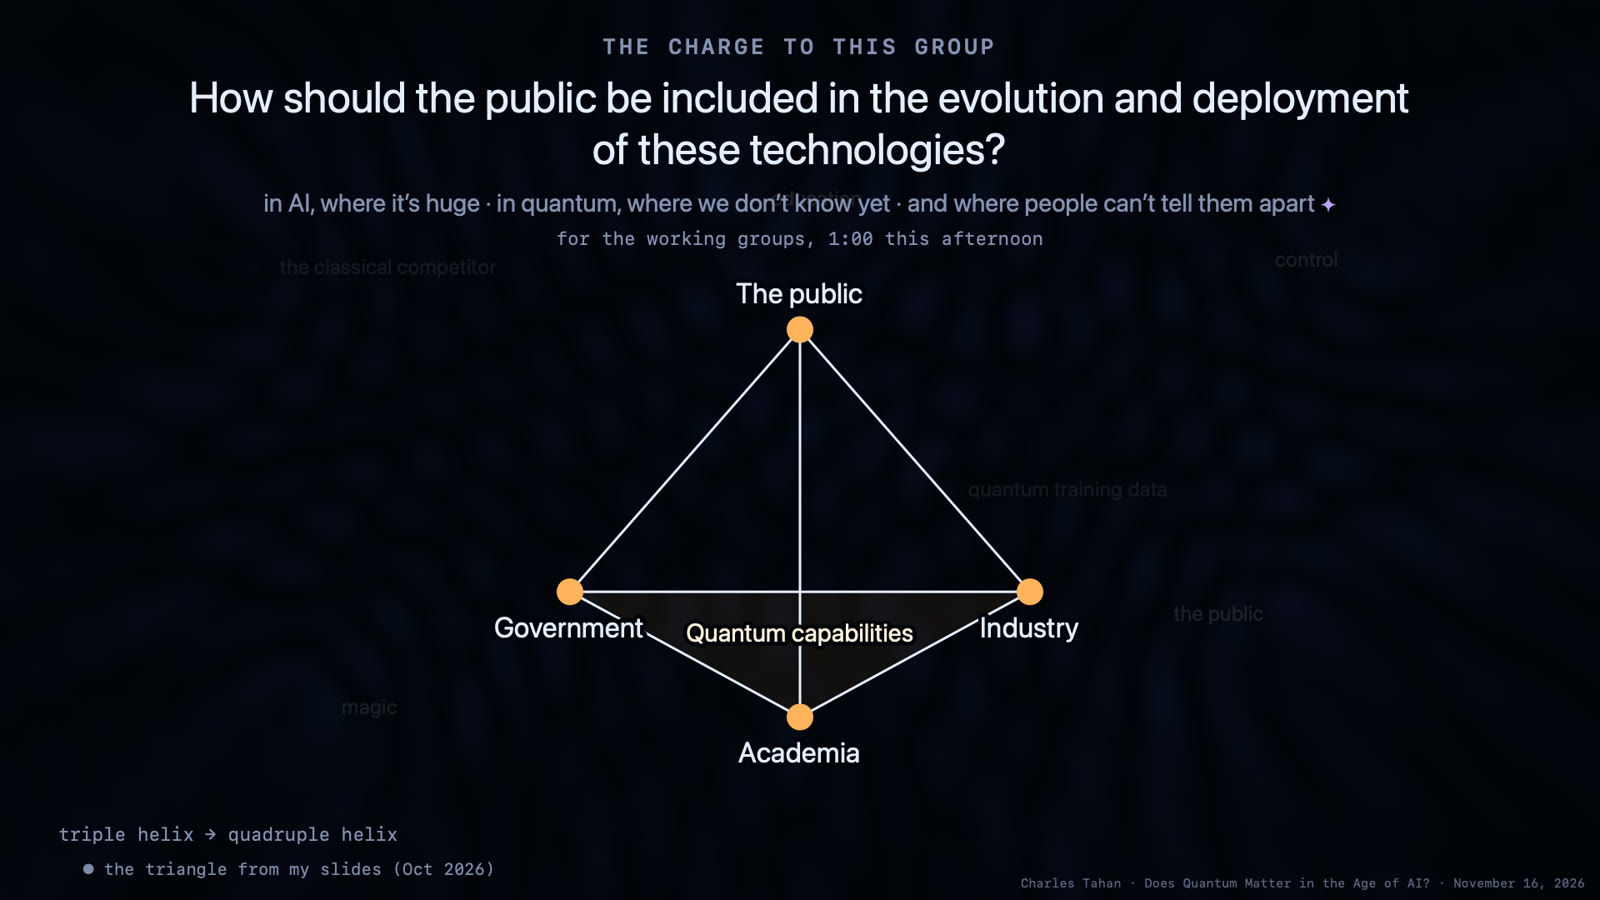 THE CHARGE TO THIS GROUP
How should the public be included in the evolution and deployment
of these technologies?
education
in AI, where it’s huge · in quantum, where we don’t know yet · and where people can’t tell them apart ✦
for the working groups, 1:00 this afternoon
the classical competitor
control
The public
quantum training data
the public
Government
Quantum capabilities
Industry
magic
Academia
triple helix → quadruple helix
● the triangle from my slides (Oct 2026)
Charles Tahan · Does Quantum Matter in the Age of AI? · November 16, 2026